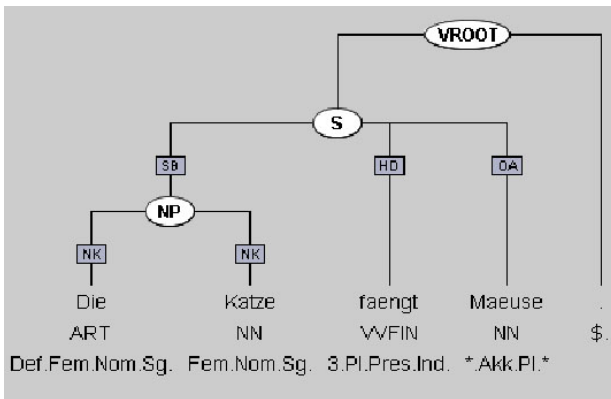 VROOT
S
SB HD OA
NP
NK NK
Die Katze faengt Maeuse .
ART NN VVFIN NN $.
Def.Fem.Nom.Sg. Fem.Nom.Sg. 3.Pl.Pres.Ind. *.Akk.Pl.*